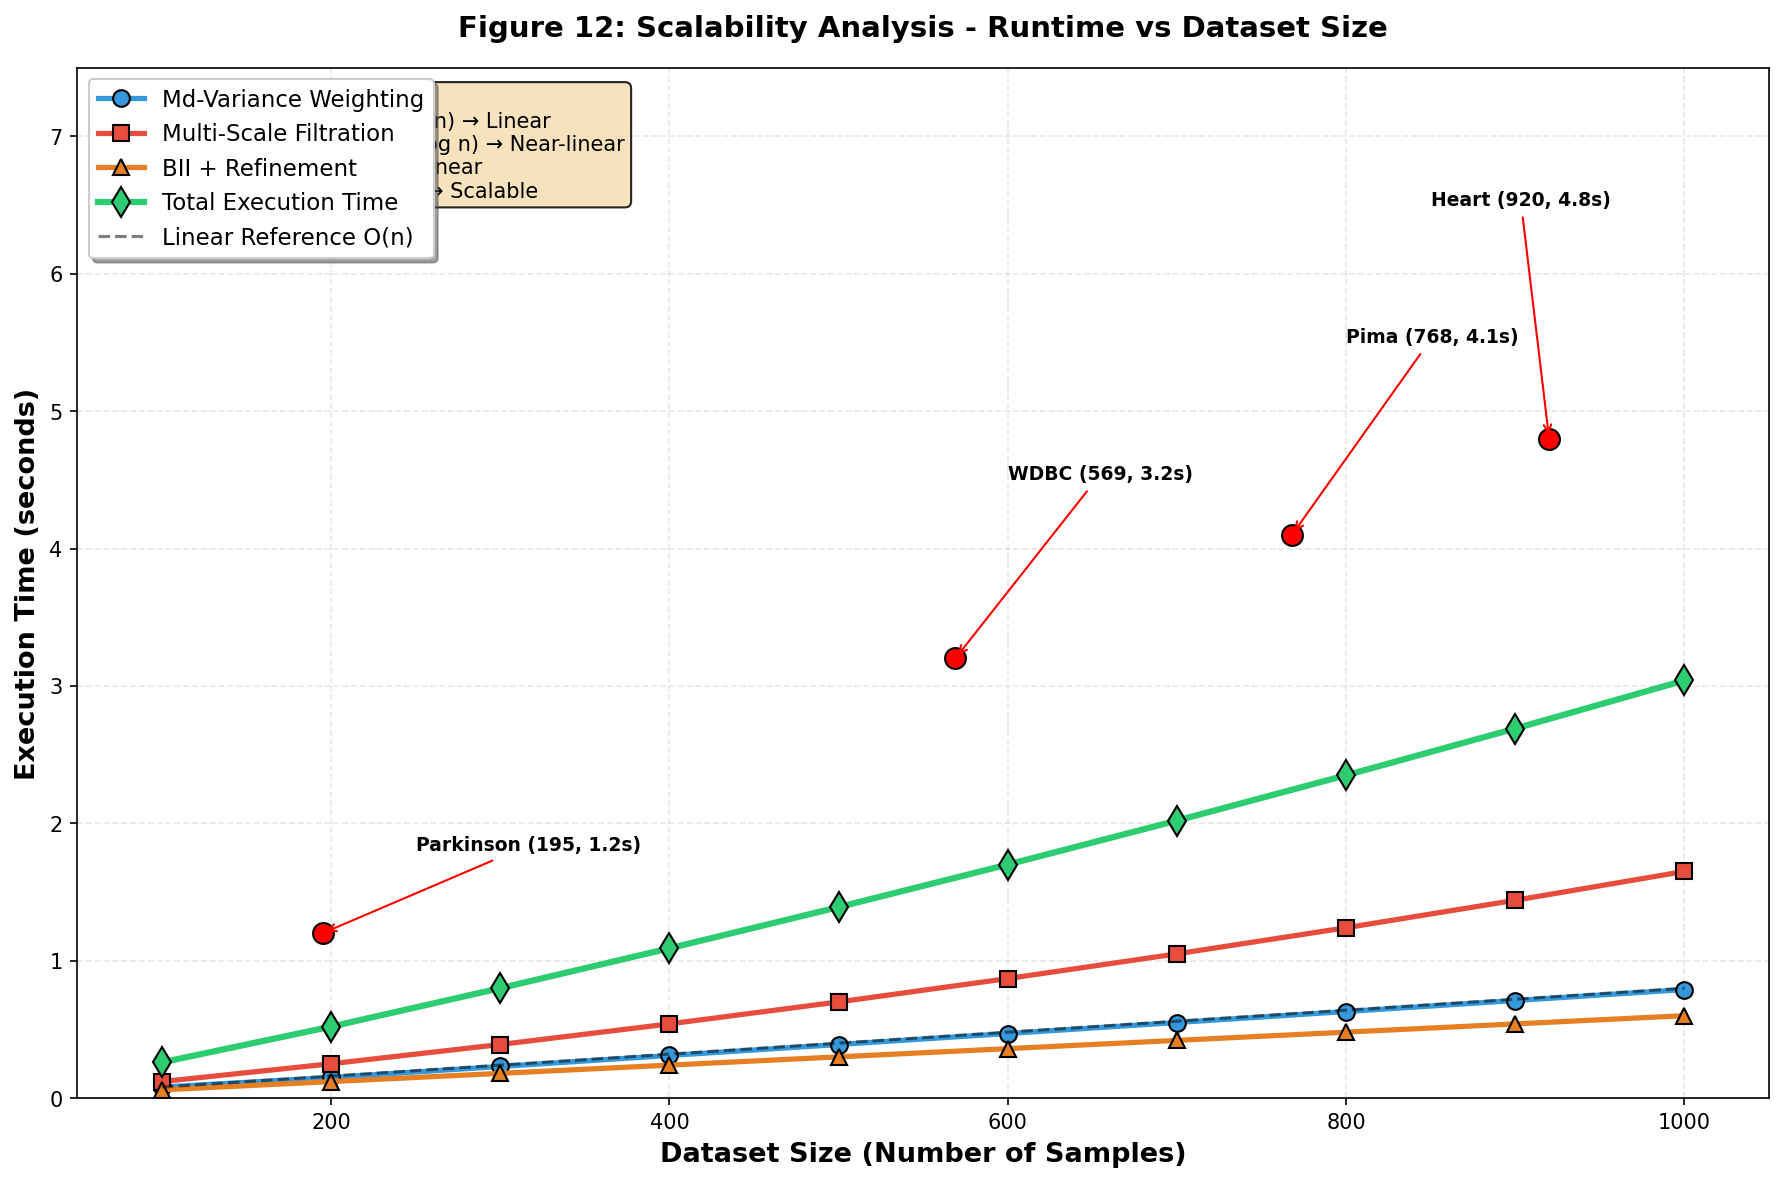 Figure 12: Scalability Analysis - Runtime vs Dataset Size
Md-Variance Weighting
Multi-Scale Filtration
BII + Refinement
Total Execution Time
Linear Reference O(n)
n) → Linear
n) → Near-linear
→ Scalable
Heart (920, 4.8s)
Pima (768, 4.1s)
WDBC (569, 3.2s)
Parkinson (195, 1.2s)
Execution Time (seconds)
7
6
5
4
3
2
1
0
200
400
600
800
1000
Dataset Size (Number of Samples)